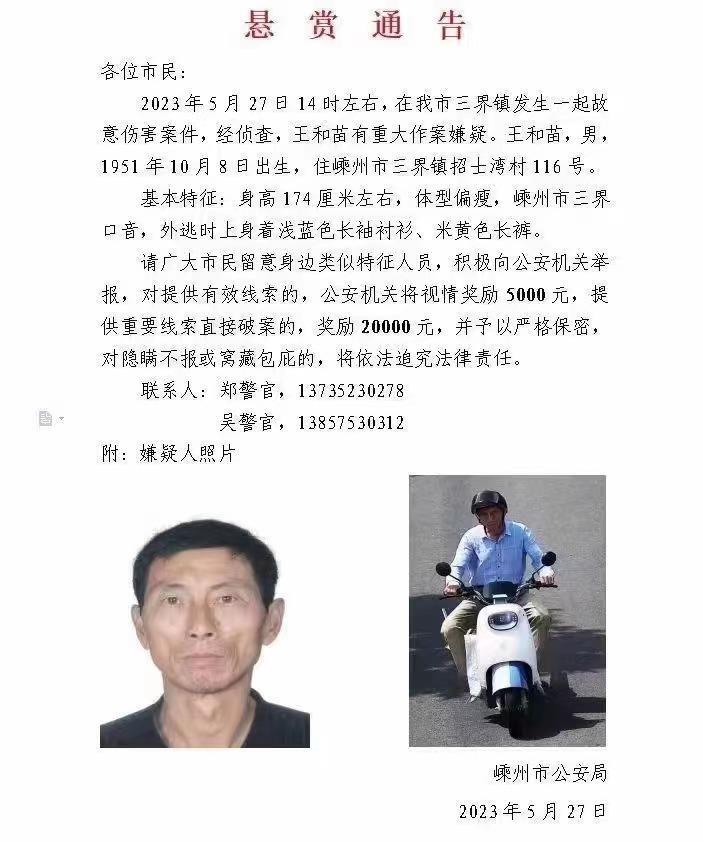 悬赏通告
各位市民：
2023年5月27日14时左右，在我市三界镇发生一起故
意伤害案件，经侦查，王和苗有重大作案嫌疑。王和苗，男，
1951年10月8日出生，住嵊州市三界镇招士湾村116号。
基本特征：身高174厘米左右，体型偏瘦，嵊州市三界
口音，外逃时上身着浅蓝色长袖衬衫、米黄色长裤。
请广大市民留意身边类似特征人员，积极向公安机关举
报，对提供有效线索的，公安机关将视情奖励5000元，提
供重要线索直接破案的，奖励20000元，并予以严格保密，
对隐瞒不报或窝藏包庇的，将依法追究法律责任。
联系人：郑警官，13735230278
吴警官，13857530312
附：嫌疑人照片
嵊州市公安局
2023年5月27日